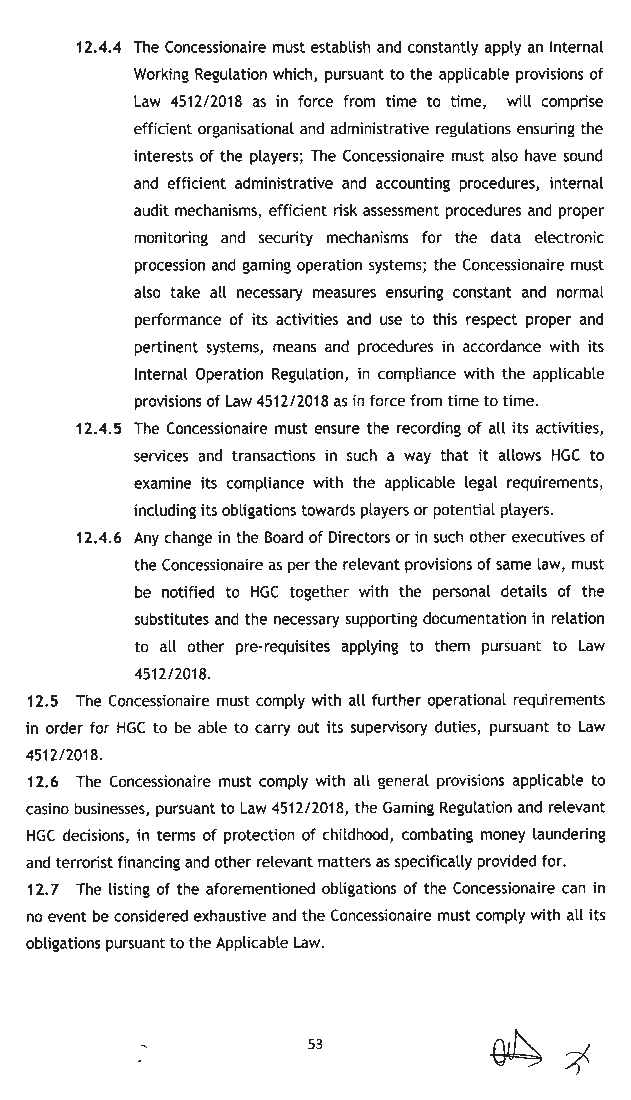 12.4.4 The Concessionaire must establish and constantly apply an Internal
Working Regulation which, pursuant to the applicable provisions of
Law 4512/2018 as in force from time to time, will comprise
efficient organisational and administrative regulations ensuring the
interests of the players; The Concessionaire must also have sound
and efficient administrative and accounting procedures, internal
audit mechanisms, efficient risk assessment procedures and proper
monitoring and security mechanisms for the data electronic
procession and gaming operation systems; the Concessionaire must
also take all necessary measures ensuring constant and normal
performance of its activities and use to this respect proper and
pertinent systems, means and procedures in accordance with its
Internal Operation Regulation, in compliance with the applicable
provisions of Law 4512/2018 as in force from time to time.
12.4.5 The Concessionaire must ensure the recording of all its activities,
services and transactions in such a way that it allows HGC to
examine its compliance with the applicable legal requirements,
including its obligations towards players or potential players.
12.4.6 Any change in the Board of Directors or in such other executives of
the Concessionaire as per the relevant provisions of same law, must
be notified to HGC together with the personal details of the
substitutes and the necessary supporting documentation in relation
to all other pre-requisites applying to them pursuant to Law
4512/2018.
12.5 The Concessionaire must comply with all further operational requirements
in order for HGC to be able to carry out its supervisory duties, pursuant to Law
4512/2018.
12.6 The Concessionaire must comply with all general provisions applicable to
casino businesses, pursuant to Law 4512/2018, the Gaming Regulation and relevant
HGC decisions, in terms of protection of childhood, combating money laundering
and terrorist financing and other relevant matters as specifically provided for.
12.7 The listing of the aforementioned obligations of the Concessionaire can in
no event be considered exhaustive and the Concessionaire must comply with all its
obligations pursuant to the Applicable Law.
53